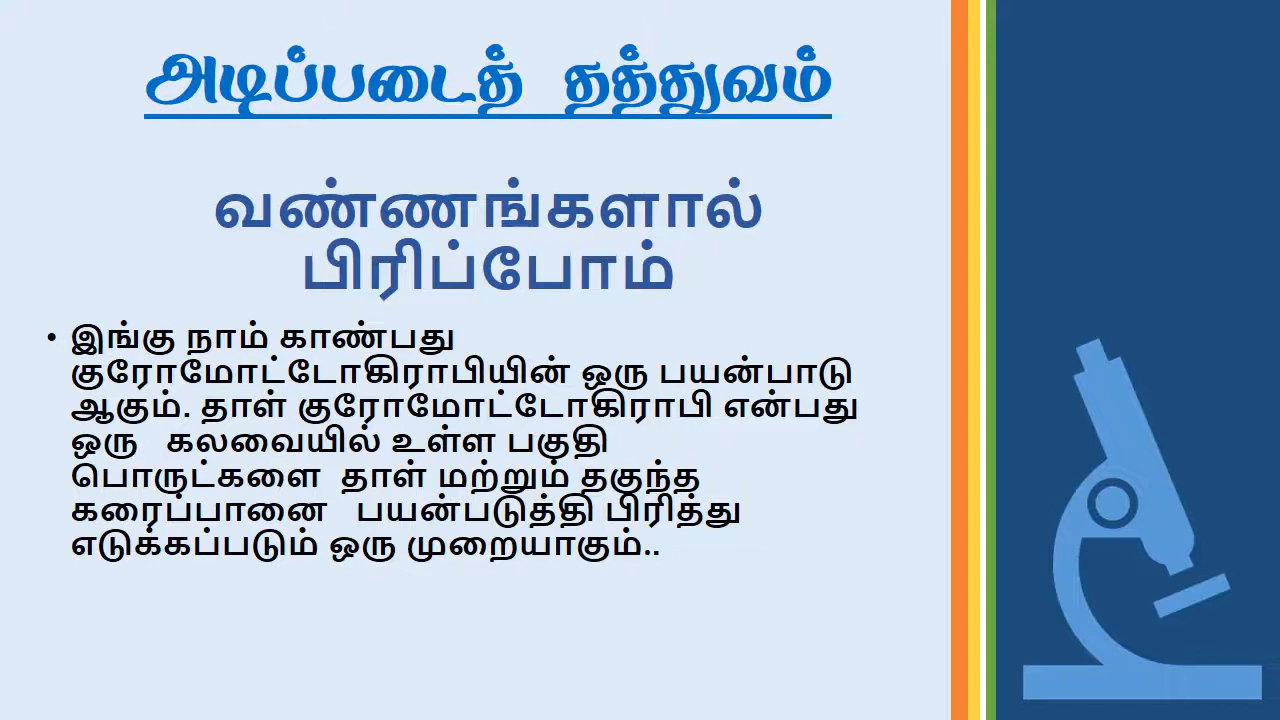 அடிப்படைத் தத்துவம்
வண்ணங்களால்
பிரிப்போம்
• இங்கு நாம் காண்பது
குரோமோட்டோகிராபியின் ஒரு பயன்பாடு
ஆகும். தாள் குரோமோட்டோகிராபி என்பது
ஒரு கலவையில் உள்ள பகுதி
பொருட்களை தாள் மற்றும் தகுந்த
கரைப்பானை பயன்படுத்தி பிரித்து
எடுக்கப்படும் ஒரு முறையாகும்..